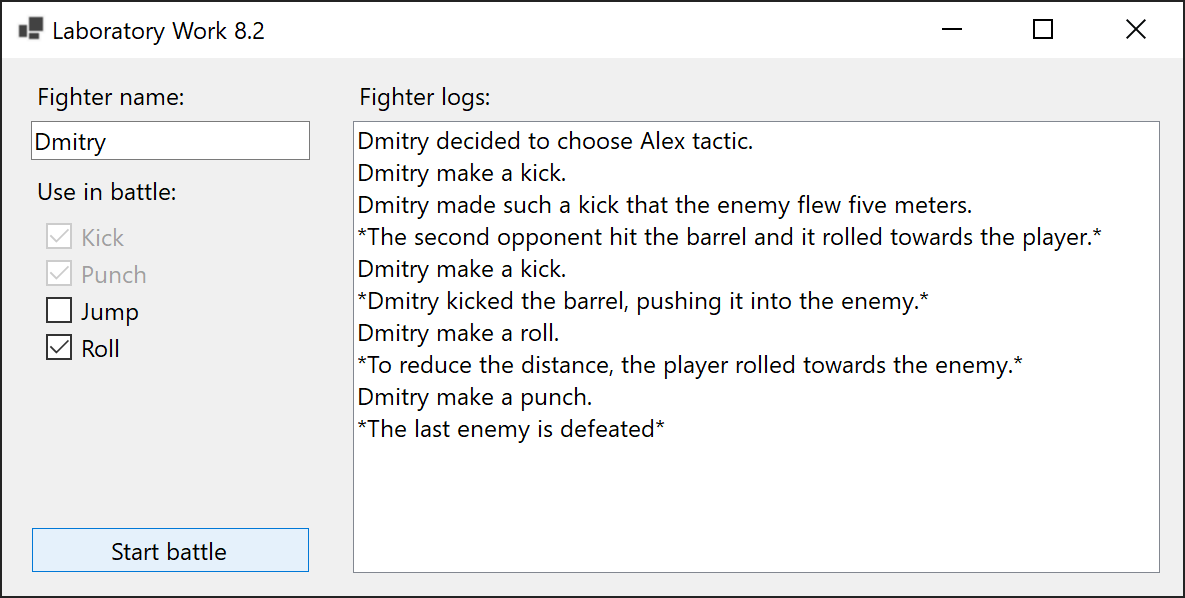 Laboratory Work 8.2
Fighter name:
Dmitry
Use in battle:
Kick
Punch
Jump
Roll
Start battle
Fighter logs:
Dmitry decided to choose Alex tactic.
Dmitry make a kick.
Dmitry made such a kick that the enemy flew five meters.
*The second opponent hit the barrel and it rolled towards the player.*
Dmitry make a kick.
*Dmitry kicked the barrel, pushing it into the enemy.*
Dmitry make a roll.
*To reduce the distance, the player rolled towards the enemy.*
Dmitry make a punch.
*The last enemy is defeated*